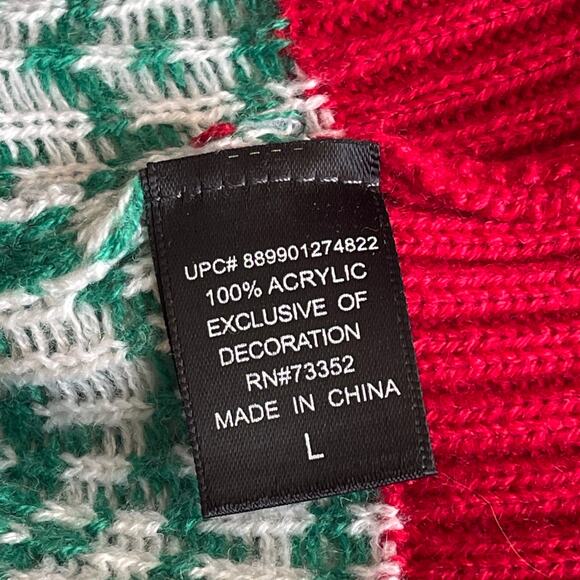 UPC# 889901274822
100% ACRYLIC
EXCLUSIVE OF
DECORATION
RN#73352
MADE IN CHINA
L